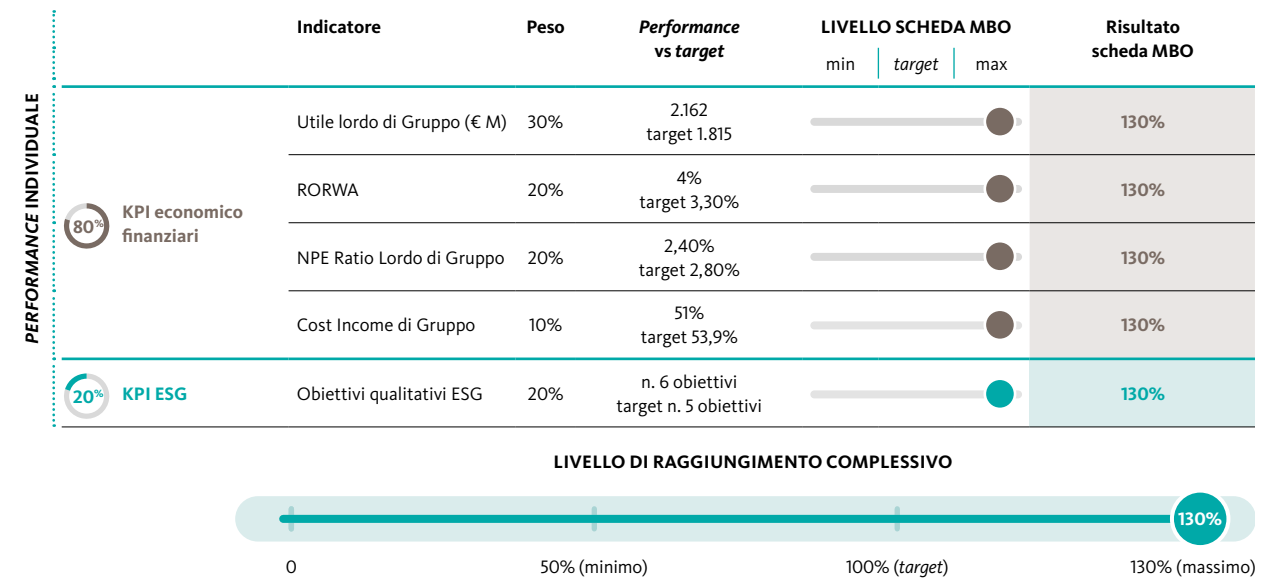 Indicatore
Peso
Performance
vs target
LIVELLO SCHEDA MBO
min
target
max
Risultato
scheda MBO
PERFORMANCE INDIVIDUALE
80%
KPI economico
finanziari
Utile lordo di Gruppo (€ M)
30%
2.162
target 1.815
130%
RORWA
20%
4%
target 3,30%
130%
NPE Ratio Lordo di Gruppo
20%
2,40%
target 2,80%
130%
Cost Income di Gruppo
10%
51%
target 53,9%
130%
20%
KPI ESG
Obiettivi qualitativi ESG
20%
n. 6 obiettivi
target n. 5 obiettivi
130%
LIVELLO DI RAGGIUNGIMENTO COMPLESSIVO
130%
0
50% (minimo)
100% (target)
130% (massimo)